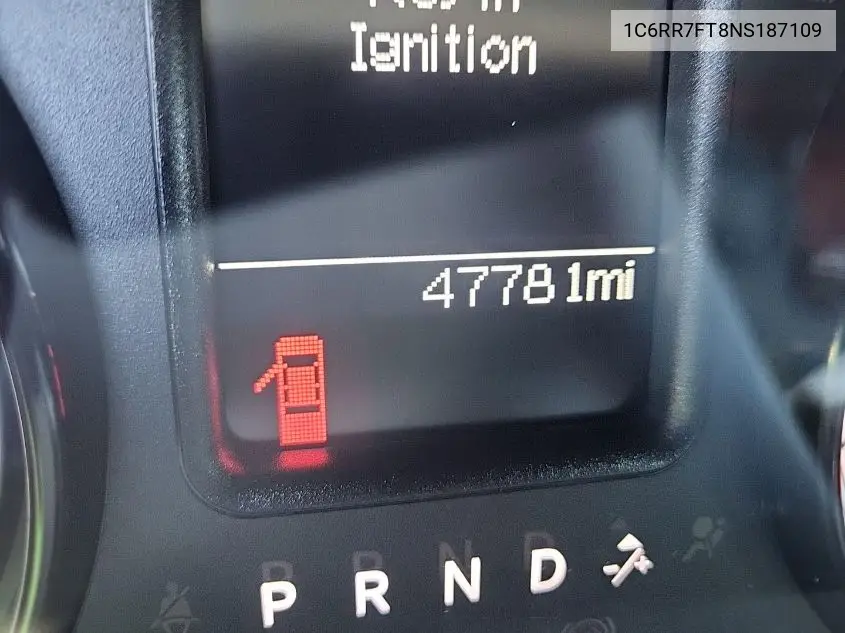 1C6RR7FT8NS187109
Ignition
47781mi
P R N D